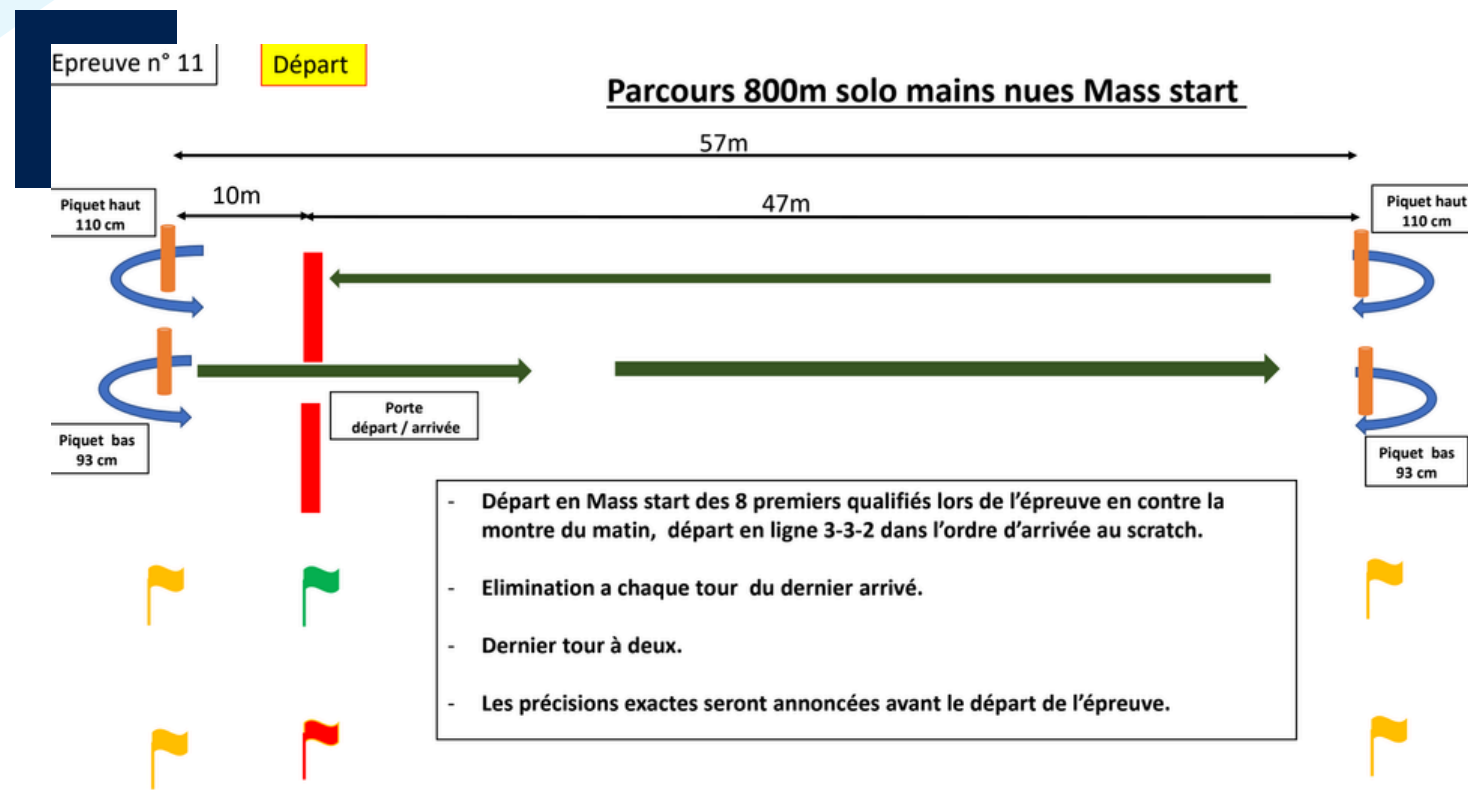 Epreuve n° 11
Départ
Parcours 800m solo mains nues Mass start
57m
10m
47m
Piquet haut
110 cm
Piquet haut
110 cm
Porte
départ / arrivée
Piquet bas
93 cm
Piquet bas
93 cm
- Départ en Mass start des 8 premiers qualifiés lors de l'épreuve en contre la
montre du matin, départ en ligne 3-3-2 dans l'ordre d'arrivée au scratch.
- Elimination a chaque tour du dernier arrivé.
- Dernier tour à deux.
- Les précisions exactes seront annoncées avant le départ de l'épreuve.